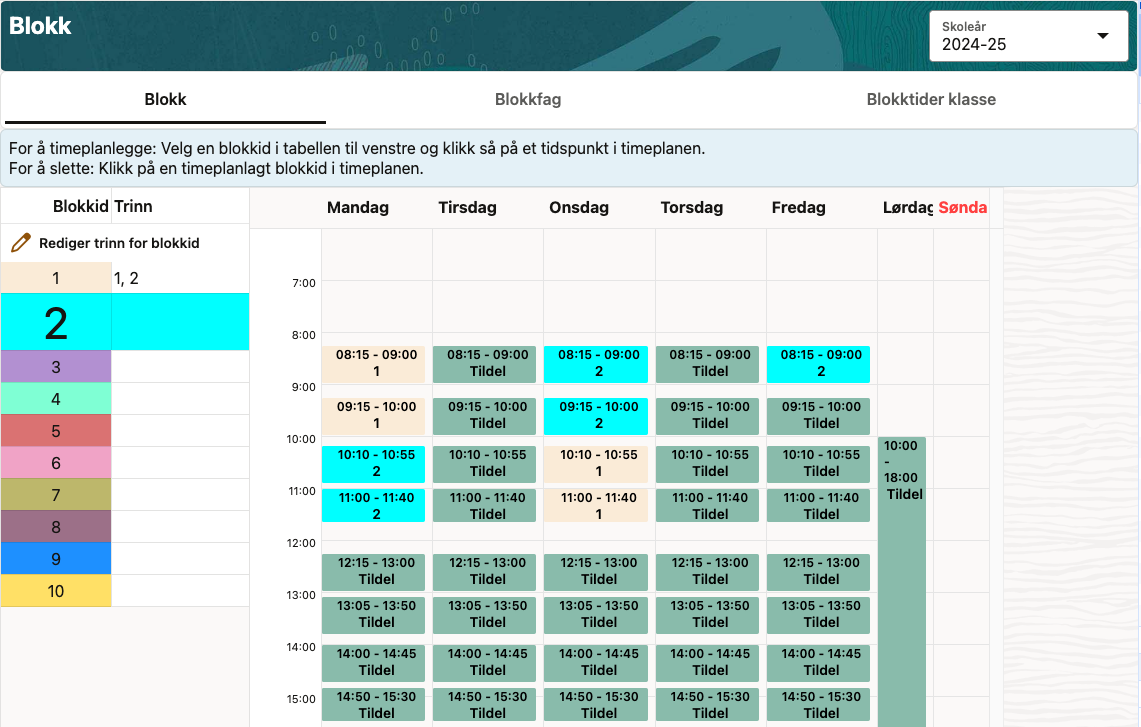 Blokk
Skoleår
2024-25
Blokk Blokkfag Blokktider klasse
For å timeplanlegge: Velg en blokkid i tabellen til venstre og klikk så på et tidspunkt i timeplanen.
For å slette: Klikk på en timeplanlagt blokkid i timeplanen.
Blokkid Trinn
Rediger trinn for blokkid
1 1, 2
2
3
4
5
6
7
8
9
10
Mandag Tirsdag Onsdag Torsdag Fredag Lørdag Sønda
7:00
8:00
08:15 - 09:00 08:15 - 09:00 08:15 - 09:00 08:15 - 09:00 08:15 - 09:00
1 Tildel 2 Tildel 2
9:00
09:15 - 10:00 09:15 - 10:00 09:15 - 10:00 09:15 - 10:00 09:15 - 10:00
1 Tildel 2 Tildel Tildel
10:00
10:00
-
18:00
Tildel
10:10 - 10:55 10:10 - 10:55 10:10 - 10:55 10:10 - 10:55 10:10 - 10:55
2 Tildel 1 Tildel Tildel
11:00
11:00 - 11:40 11:00 - 11:40 11:00 - 11:40 11:00 - 11:40 11:00 - 11:40
2 Tildel 1 Tildel Tildel
12:00
12:15 - 13:00 12:15 - 13:00 12:15 - 13:00 12:15 - 13:00 12:15 - 13:00
Tildel Tildel Tildel Tildel Tildel
13:00
13:05 - 13:50 13:05 - 13:50 13:05 - 13:50 13:05 - 13:50 13:05 - 13:50
Tildel Tildel Tildel Tildel Tildel
14:00
14:00 - 14:45 14:00 - 14:45 14:00 - 14:45 14:00 - 14:45 14:00 - 14:45
Tildel Tildel Tildel Tildel Tildel
15:00
14:50 - 15:30 14:50 - 15:30 14:50 - 15:30 14:50 - 15:30 14:50 - 15:30
Tildel Tildel Tildel Tildel Tildel